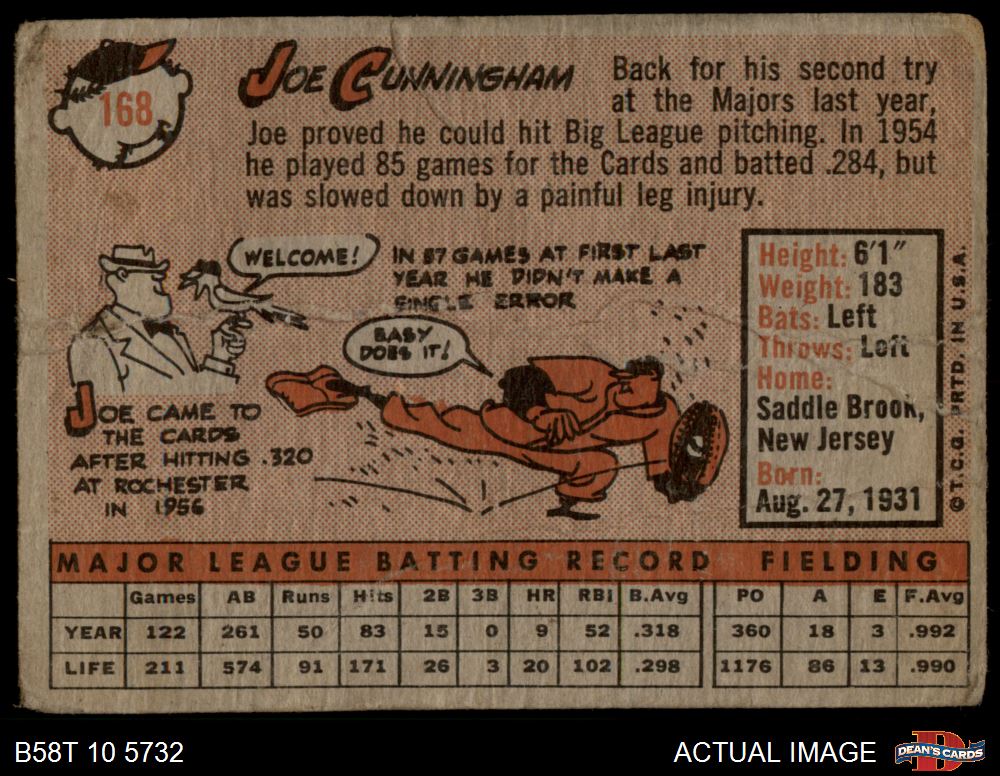 168
JOE CUNNINGHAM
Back for his second try
at the Majors last year,
Joe proved he could hit Big League pitching. In 1954
he played 85 games for the Cards and batted .284, but
was slowed down by a painful leg injury.
WELCOME!
JOE CAME TO
THE CARDS
AFTER HITTING .320
AT ROCHESTER
IN 1956
IN 87 GAMES AT FIRST LAST
YEAR HE DIDN'T MAKE A
SINGLE ERROR
EASY
DOES IT!
Height: 6'1"
Weight: 183
Bats: Left
Throws: Left
Home:
Saddle Brook,
New Jersey
Born:
Aug. 27, 1931
© T.C.G. PRTD. IN U.S.A.
MAJOR LEAGUE BATTING RECORD FIELDING
Games AB Runs Hits 2B 3B HR RBI B.Avg PO A E F.Avg
YEAR 122 261 50 83 15 0 9 52 .318 360 18 3 .992
LIFE 211 574 91 171 26 3 20 102 .298 1176 86 13 .990
B58T 10 5732
ACTUAL IMAGE
DEAN'S CARDS